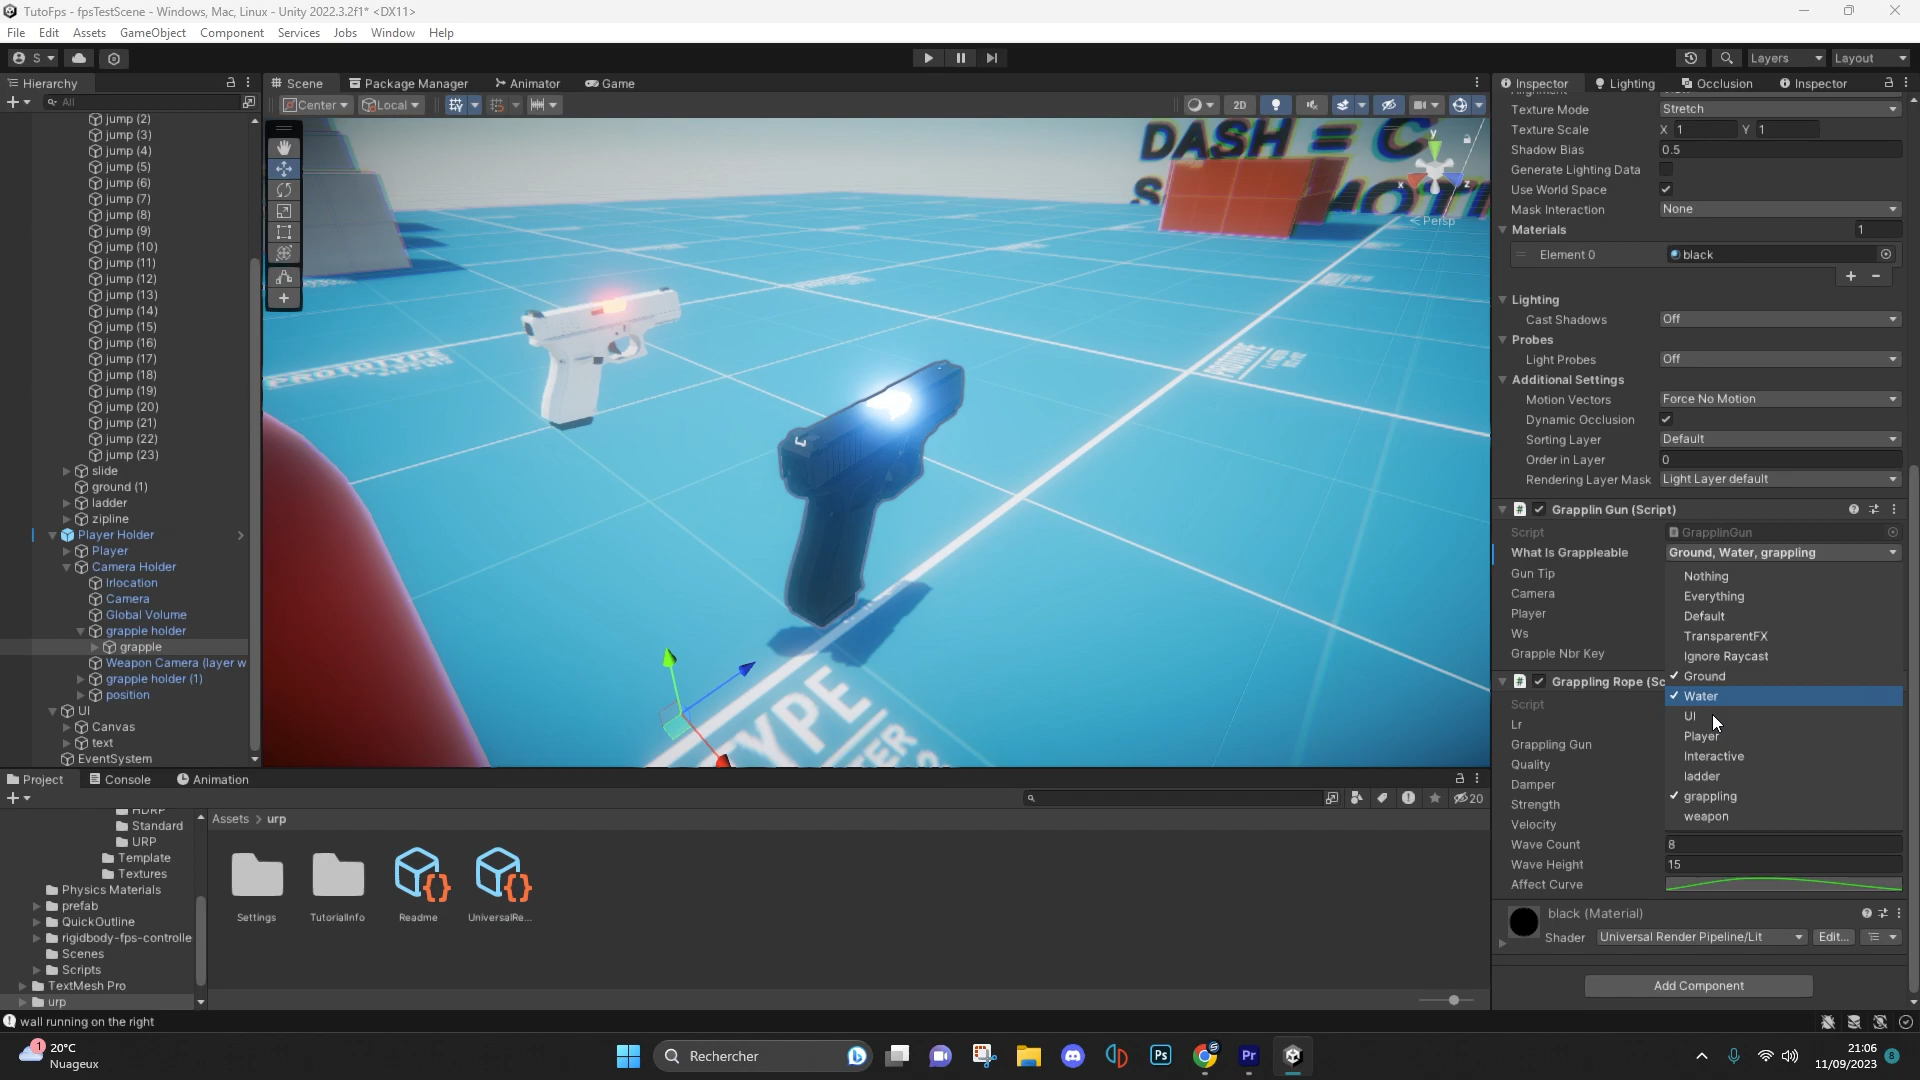 TutoFps - fpsTestScene - Windows, Mac, Linux - Unity 2022.3.2f1* <DX11>
File Edit Assets GameObject Component Services Jobs Window Help
S
Layers Layout
Hierarchy
All
jump (2)
jump (3)
jump (4)
jump (5)
jump (6)
jump (7)
jump (8)
jump (9)
jump (10)
jump (11)
jump (12)
jump (13)
jump (14)
jump (15)
jump (16)
jump (17)
jump (18)
jump (19)
jump (20)
jump (21)
jump (22)
jump (23)
slide
ground (1)
ladder
zipline
Player Holder
Player
Camera Holder
lrlocation
Camera
Global Volume
grapple holder
grapple
Weapon Camera (layer w
grapple holder (1)
position
UI
Canvas
text
EventSystem
Scene Package Manager Animator Game
Center Local
2D
DASH = C
y
x z
Persp
PROTOTYPE
Inspector Lighting Occlusion Inspector
Texture Mode Stretch
Texture Scale X 1 Y 1
Shadow Bias 0.5
Generate Lighting Data
Use World Space
Mask Interaction None
Materials 1
Element 0 black
Lighting
Cast Shadows Off
Probes
Light Probes Off
Additional Settings
Motion Vectors Force No Motion
Dynamic Occlusion
Sorting Layer Default
Order in Layer 0
Rendering Layer Mask Light Layer default
Grapplin Gun (Script)
Script GrapplinGun
What Is Grappleable Ground, Water, grappling
Gun Tip
Camera
Player
Ws
Grapple Nbr Key
Nothing
Everything
Default
TransparentFX
Ignore Raycast
Ground
Water
UI
Player
Interactive
ladder
grappling
weapon
Grappling Rope (Sc
Script
Lr
Grappling Gun
Quality
Damper
Strength
Velocity
Wave Count 8
Wave Height 15
Affect Curve
black (Material)
Shader Universal Render Pipeline/Lit Edit...
Add Component
Project Console Animation
20
HDRP
Standard
URP
Template
Textures
Physics Materials
prefab
QuickOutline
rigidbody-fps-controlle
Scenes
Scripts
TextMesh Pro
urp
Assets > urp
Settings TutorialInfo Readme UniversalRe...
wall running on the right
1
20°C
Nuageux
Rechercher
Ps
Pr
21:06
11/09/2023
8